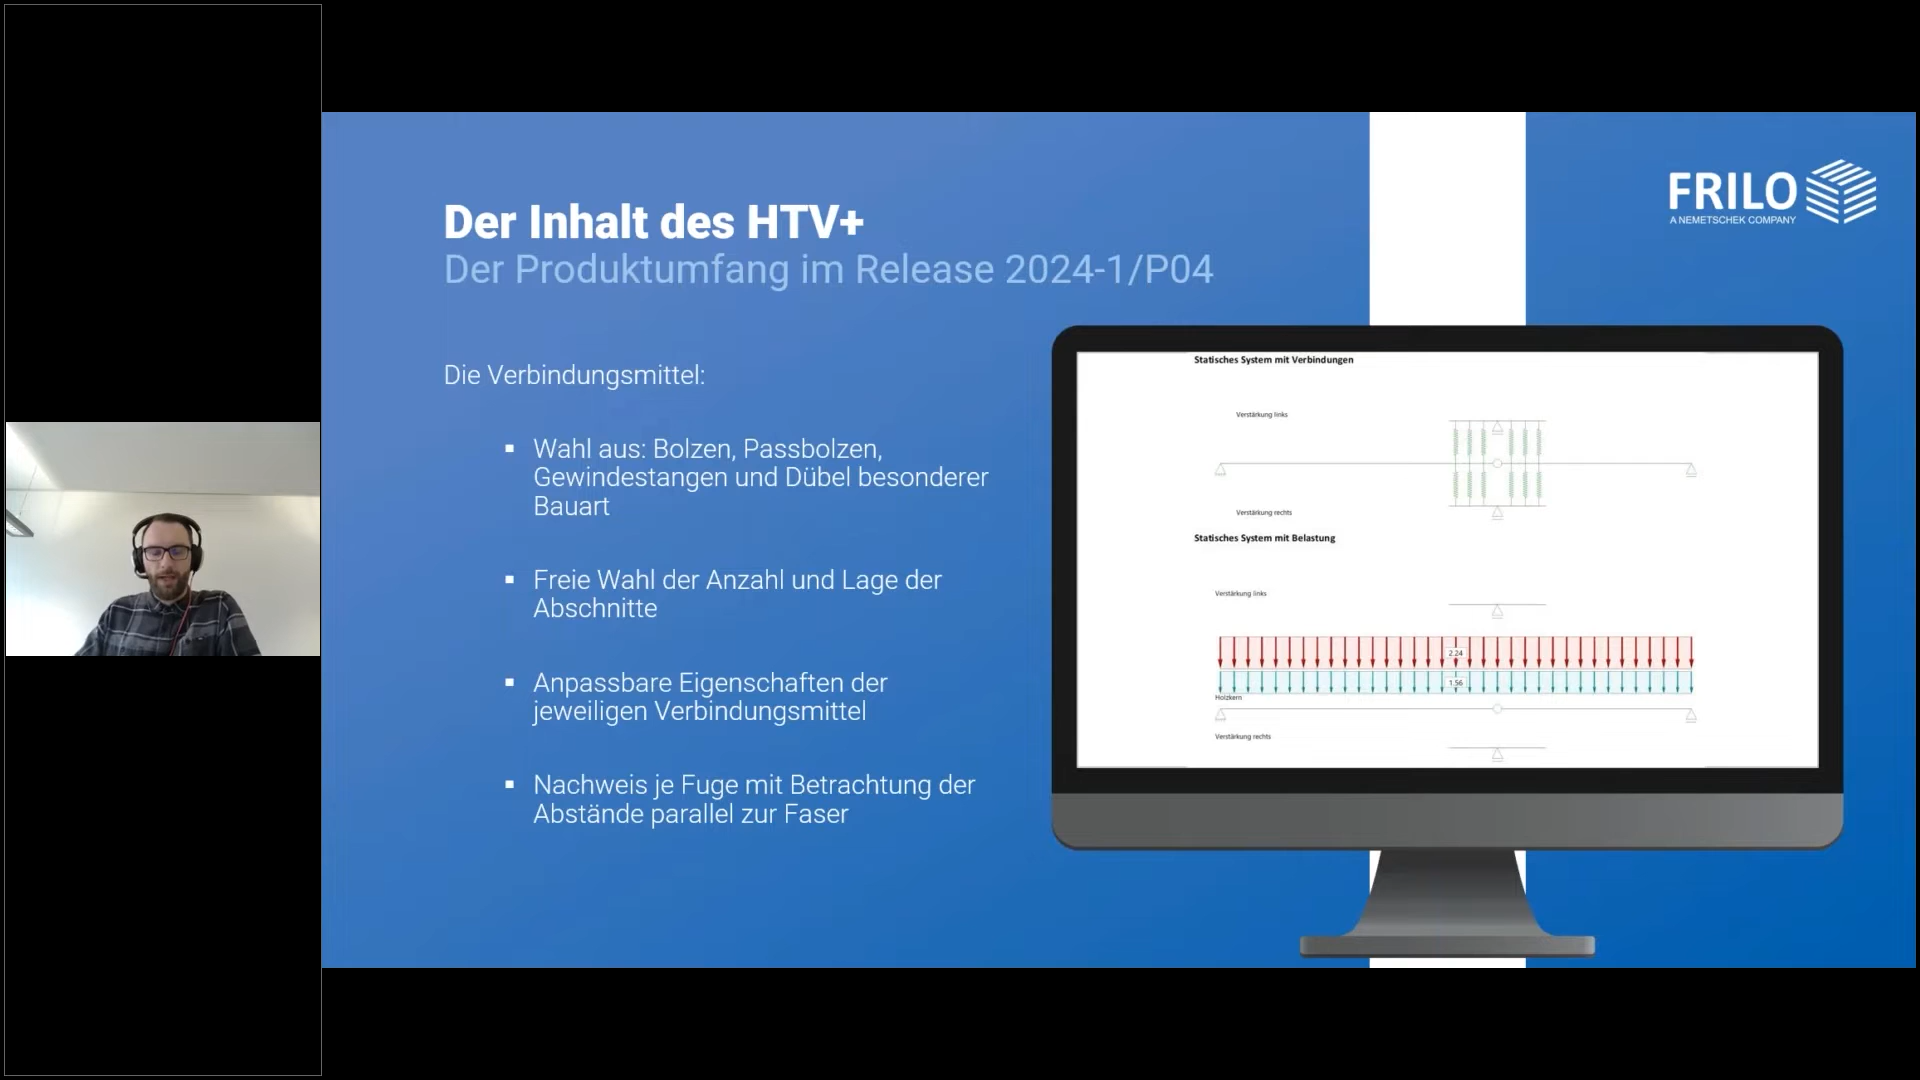 FRILO
A NEMETSCHEK COMPANY
Der Inhalt des HTV+
Der Produktumfang im Release 2024-1/P04
Die Verbindungsmittel:
▪ Wahl aus: Bolzen, Passbolzen,
Gewindestangen und Dübel besonderer
Bauart
▪ Freie Wahl der Anzahl und Lage der
Abschnitte
▪ Anpassbare Eigenschaften der
jeweiligen Verbindungsmittel
▪ Nachweis je Fuge mit Betrachtung der
Abstände parallel zur Faser
Statisches System mit Verbindungen
Verstärkung links
Verstärkung rechts
Statisches System mit Belastung
Verstärkung links
2.24
1.56
Holzkern
Verstärkung rechts